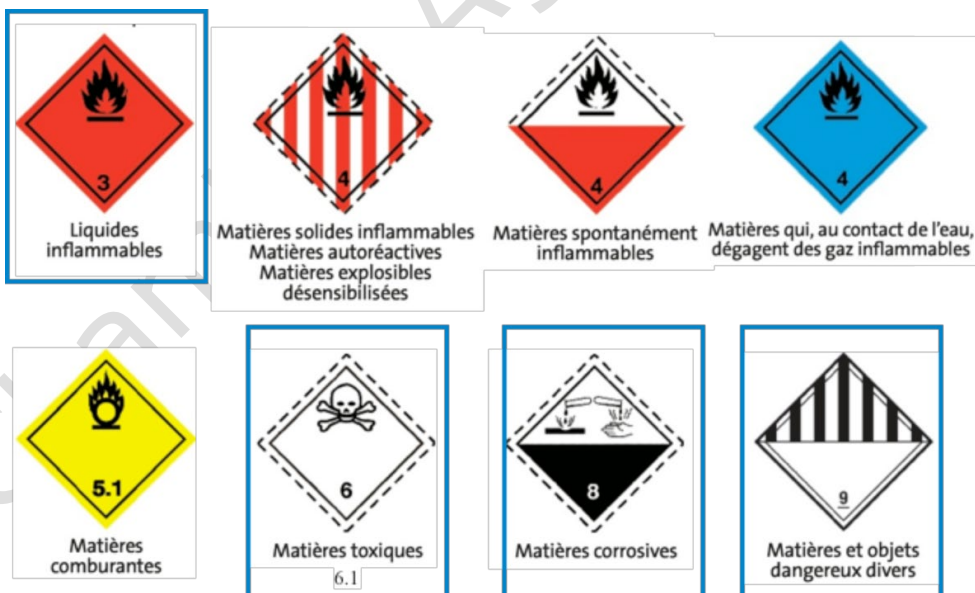 3
Liquides
inflammables
4
Matières solides inflammables
Matières autoréactives
Matières explosibles
désensibilisées
4
Matières spontanément
inflammables
4
Matières qui, au contact de l'eau,
dégagent des gaz inflammables
5.1
Matières
comburantes
6
Matières toxiques
6.1
8
Matières corrosives
9
Matières et objets
dangereux divers